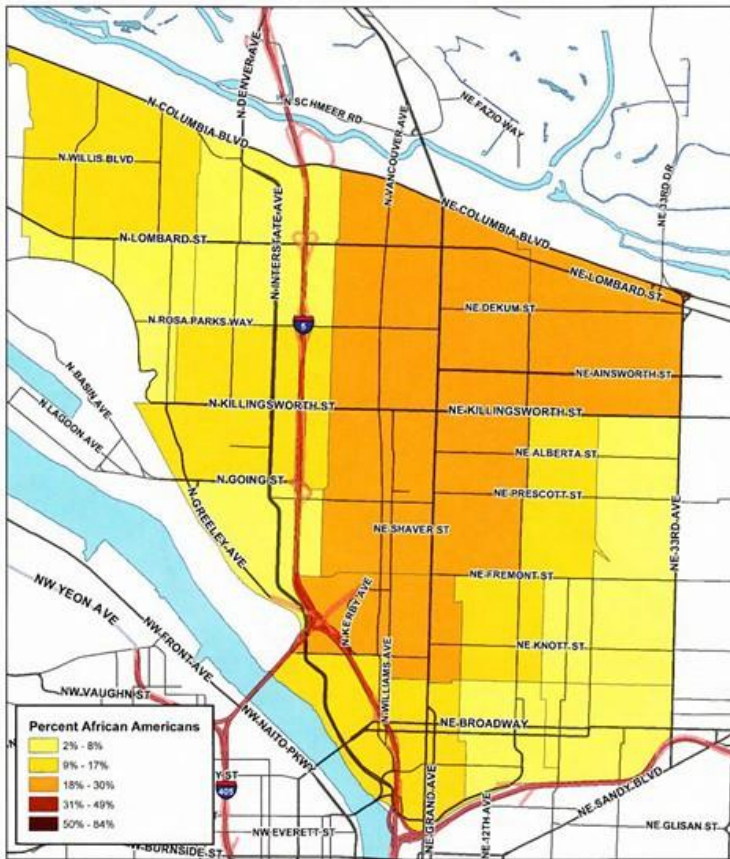 N DENVER AVE
N SCHMEER RD
N VANCOUVER AVE
NE FAZIO WAY
N COLUMBIA BLVD
N WILLIS BLVD
NE 33RD DR
NE COLUMBIA BLVD
N INTERSTATE AVE
N LOMBARD ST
NE LOMBARD ST
NE DEKUM ST
N ROSA PARKS WAY
5
N BASIN AVE
NE AINSWORTH ST
N LAGOON AVE
N KILLINGSWORTH ST
NE KILLINGSWORTH ST
NE ALBERTA ST
N GOING ST
NE PRESCOTT ST
N GREELEY AVE
NE SHAVER ST
NE 33RD AVE
NE FREMONT ST
NW YEON AVE
N KERBY AVE
NW FRONT AVE
NE KNOTT ST
N WILLIAMS AVE
NW VAUGHN ST
NE BROADWAY
NW NAITO PKWY
Percent African Americans
2% - 8%
9% - 17%
18% - 30%
31% - 49%
50% - 84%
Y ST
405
NE GRAND AVE
NE 12TH AVE
NE SANDY BLVD
NW EVERETT ST
NE GLISAN ST
W BURNSIDE ST